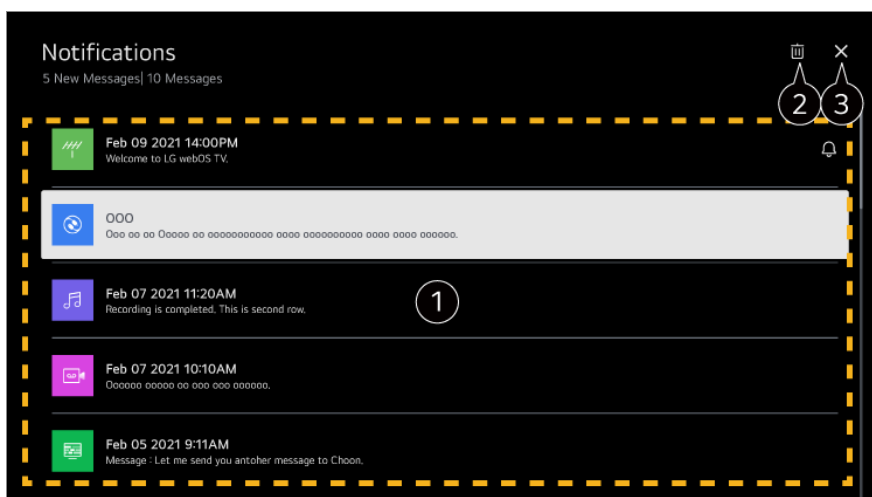 Notifications
5 New Messages| 10 Messages
2 3
Feb 09 2021 14:00PM
Welcome to LG webOS TV.
OOO
Ooo oo oo Ooooo oo ooooooooooo oooo oooooooooo oooo oooo oooooo.
Feb 07 2021 11:20AM
Recording is completed. This is second row.
1
Feb 07 2021 10:10AM
Oooooo ooooo oo ooo ooo oooooo.
Feb 05 2021 9:11AM
Message : Let me send you antoher message to Choon.